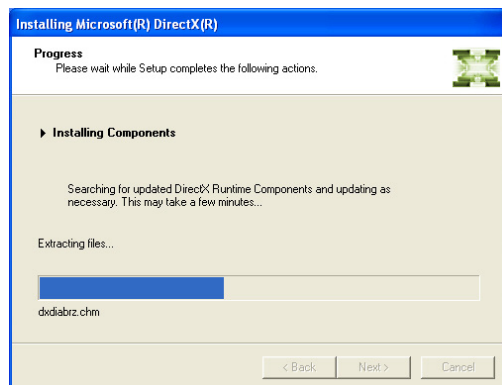 Installing Microsoft(R) DirectX(R)
Progress
Please wait while Setup completes the following actions.
Installing Components
Searching for updated DirectX Runtime Components and updating as
necessary. This may take a few minutes...
Extracting files...
dxdiabrz.chm
< Back Next > Cancel